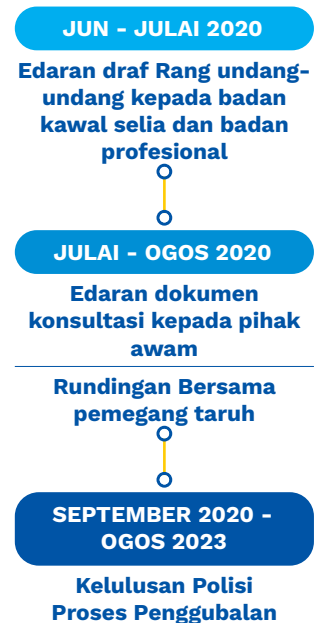 JUN - JULAI 2020
Edaran draf Rang undang-
undang kepada badan
kawal selia dan badan
profesional
JULAI - OGOS 2020
Edaran dokumen
konsultasi kepada pihak
awam
Rundingan Bersama
pemegang taruh
SEPTEMBER 2020 -
OGOS 2023
Kelulusan Polisi
Proses Penggubalan